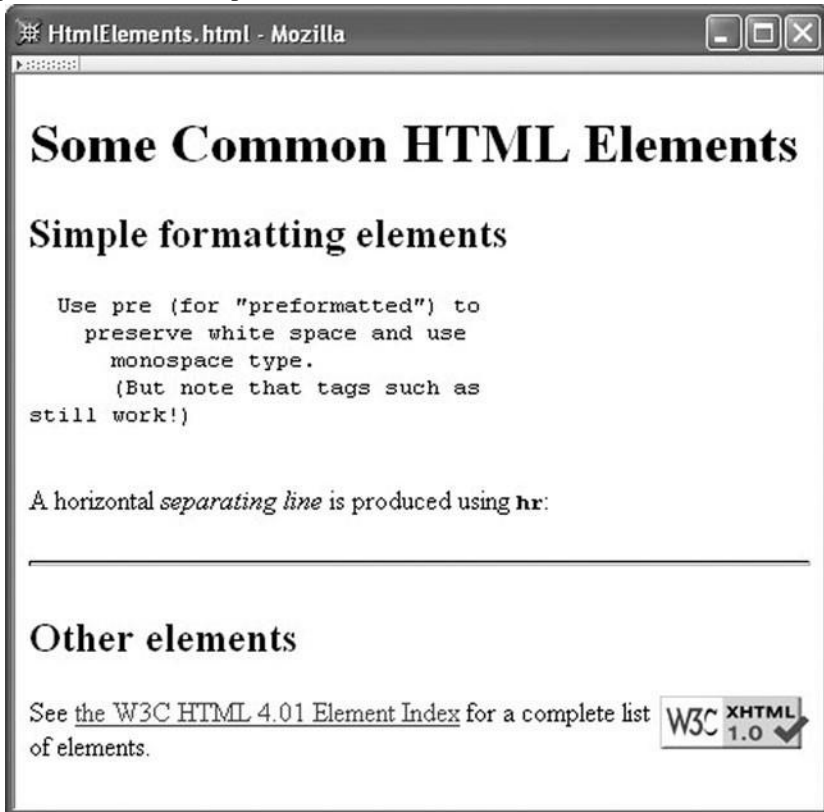 HtmlElements.html - Mozilla
Some Common HTML Elements
Simple formatting elements
  Use pre (for "preformatted") to
    preserve white space and use
      monospace type.
      (But note that tags such as
still work!)
A horizontal separating line is produced using hr:
Other elements
See the W3C HTML 4.01 Element Index for a complete list
of elements.
W3C XHTML
1.0